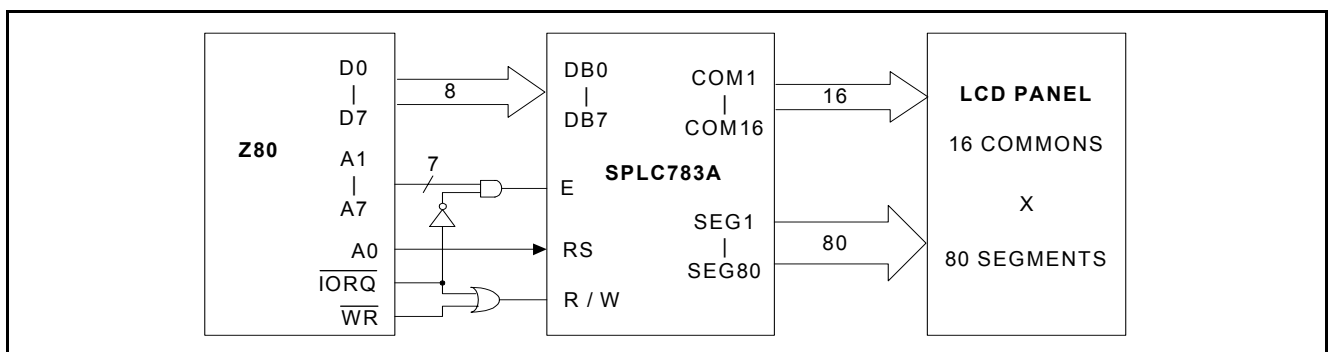 Z80
D0
D7
A1
A7
A0
IORQ
WR
8
7
DB0
DB7
E
RS
R / W
SPLC783A
COM1
COM16
SEG1
SEG80
16
80
LCD PANEL
16 COMMONS
X
80 SEGMENTS